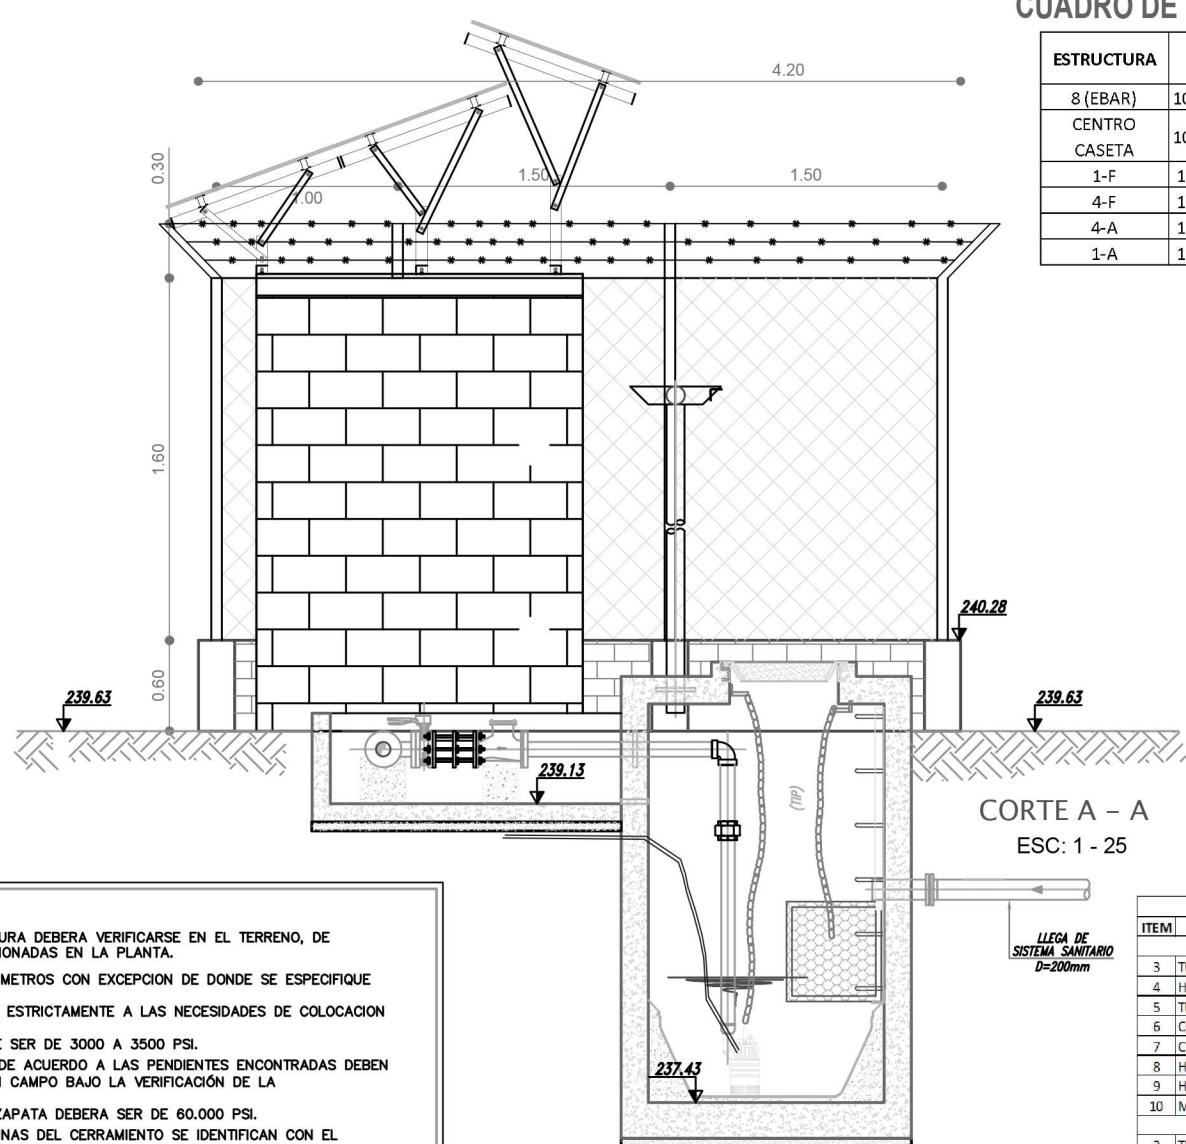 CUADRO DE
ESTRUCTURA
8 (EBAR)
CENTRO
CASETA
1-F
4-F
4-A
1-A
4.20
0.30
1.00
1.50
1.50
1.60
0.60
240.28
239.63
239.63
239.13
(TIP)
CORTE A – A
ESC: 1 - 25
LLEGA DE
SISTEMA SANITARIO
D=200mm
237.43
DEBERA VERIFICARSE EN EL TERRENO, DE
EN LA PLANTA.
METROS CON EXCEPCION DE DONDE SE ESPECIFIQUE
ESTRICTAMENTE A LAS NECESIDADES DE COLOCACION
SER DE 3000 A 3500 PSI.
DE ACUERDO A LAS PENDIENTES ENCONTRADAS DEBEN
CAMPO BAJO LA VERIFICACIÓN DE LA
ZAPATA DEBERA SER DE 60.000 PSI.
DEL CERRAMIENTO SE IDENTIFICAN CON EL
ITEM
3
4
5
6
7
8
9
10